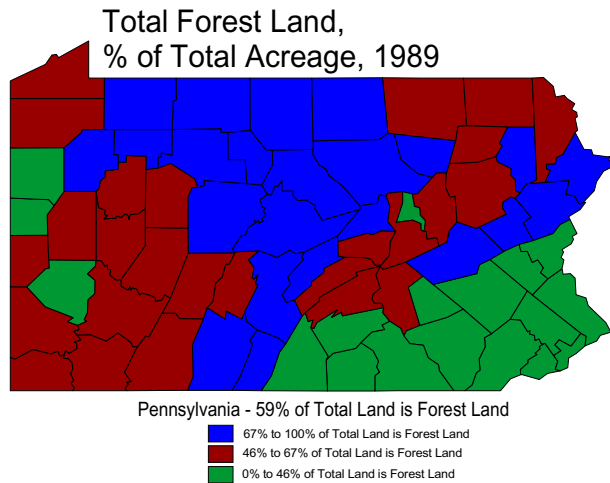 Total Forest Land,
% of Total Acreage, 1989
Pennsylvania - 59% of Total Land is Forest Land
67% to 100% of Total Land is Forest Land
46% to 67% of Total Land is Forest Land
0% to 46% of Total Land is Forest Land